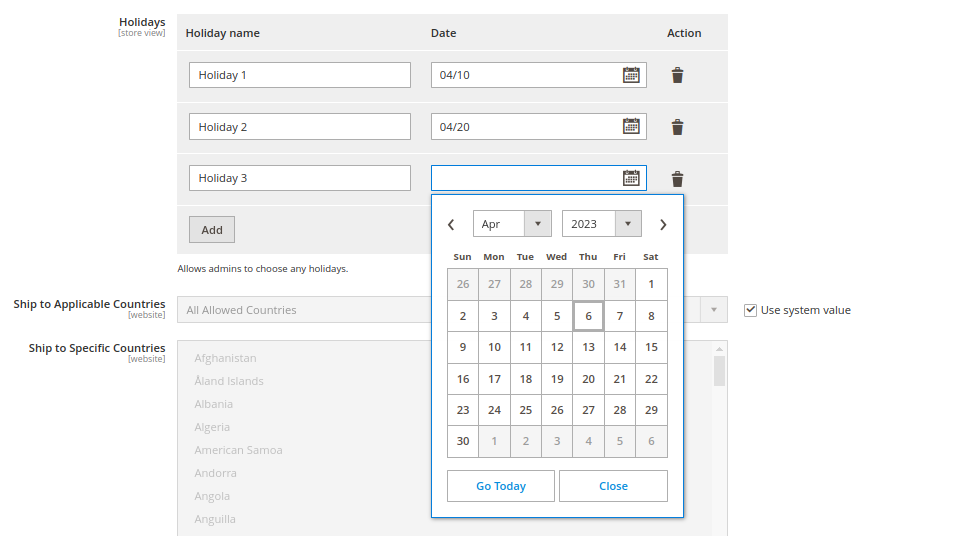 Holidays
[store view]
Holiday name Date Action
Holiday 1 04/10
Holiday 2 04/20
Holiday 3
Add
Allows admins to choose any holidays.
Apr 2023
Sun Mon Tue Wed Thu Fri Sat
26 27 28 29 30 31 1
2 3 4 5 6 7 8
9 10 11 12 13 14 15
16 17 18 19 20 21 22
23 24 25 26 27 28 29
30 1 2 3 4 5 6
Go Today Close
Ship to Applicable Countries
[website]
All Allowed Countries
Use system value
Ship to Specific Countries
[website]
Afghanistan
Åland Islands
Albania
Algeria
American Samoa
Andorra
Angola
Anguilla